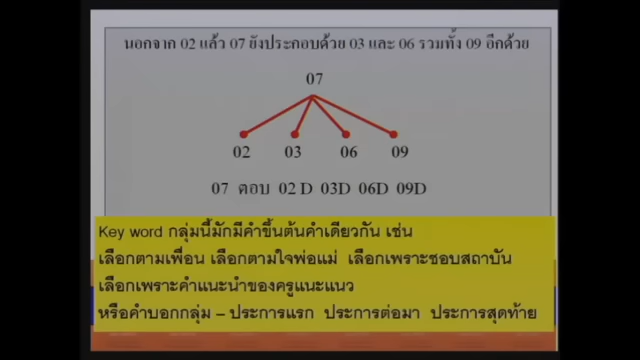 นอกจาก 02 แล้ว 07 ยังประกอบด้วย 03 และ 06 รวมทั้ง 09 อีกด้วย
07
02 03 06 09
07 ตอบ 02 D 03D 06D 09D
Key word กลุ่มนี้มักมีคำขึ้นต้นคำเดียวกัน เช่น
เลือกตามเพื่อน เลือกตามใจพ่อแม่ เลือกเพราะชอบสถาบัน
เลือกเพราะคำแนะนำของครูแนะแนว
หรือคำบอกกลุ่ม – ประการแรก ประการต่อมา ประการสุดท้าย